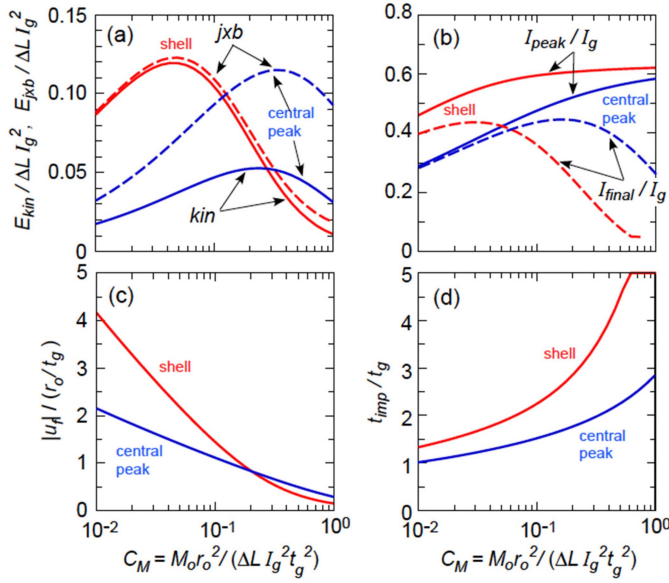 (a)
shell
jxb
central
peak
kin
E_kin / ΔL I_g^2 , E_jxb / ΔL I_g^2
0.15
0.10
0.05
0
(b)
I_peak / I_g
shell
central
peak
I_final / I_g
0.8
0.6
0.4
0.2
0
(c)
shell
central
peak
|u_f| / (r_o/t_g)
5
4
3
2
1
0
10^-2
10^-1
10^0
C_M = M_o r_o^2 / (ΔL I_g^2 t_g^2)
(d)
shell
central
peak
t_imp / t_g
5
4
3
2
1
0
10^-2
10^-1
10^0
C_M = M_o r_o^2 / (ΔL I_g^2 t_g^2)